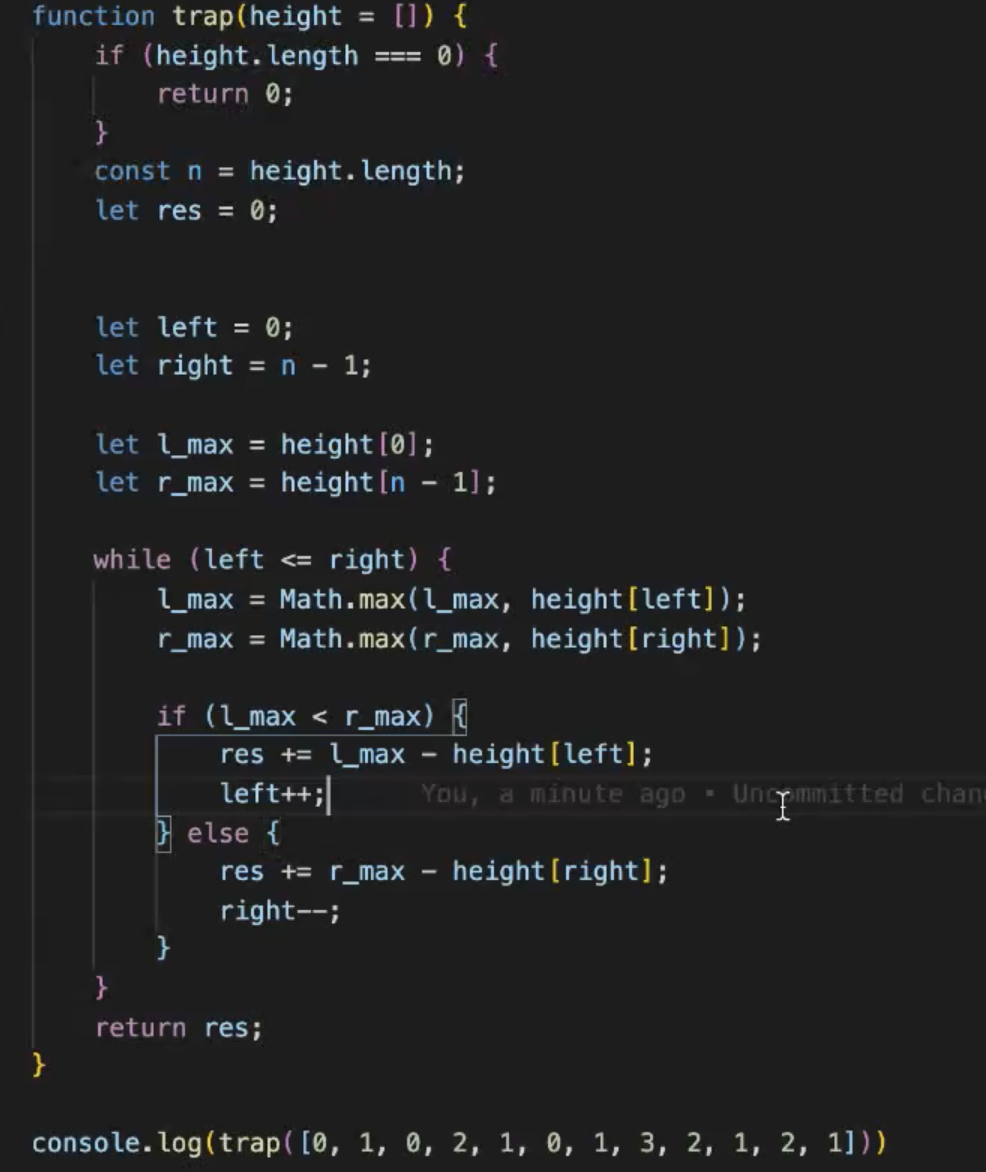 function trap(height = []) {
    if (height.length === 0) {
        return 0;
    }
    const n = height.length;
    let res = 0;
    let left = 0;
    let right = n - 1;
    let l_max = height[0];
    let r_max = height[n - 1];
    while (left <= right) {
        l_max = Math.max(l_max, height[left]);
        r_max = Math.max(r_max, height[right]);
        if (l_max < r_max) {
            res += l_max - height[left];
            left++;      You, a minute ago • Uncommitted chan
        } else {
            res += r_max - height[right];
            right--;
        }
    }
    return res;
}
console.log(trap([0, 1, 0, 2, 1, 0, 1, 3, 2, 1, 2, 1]))